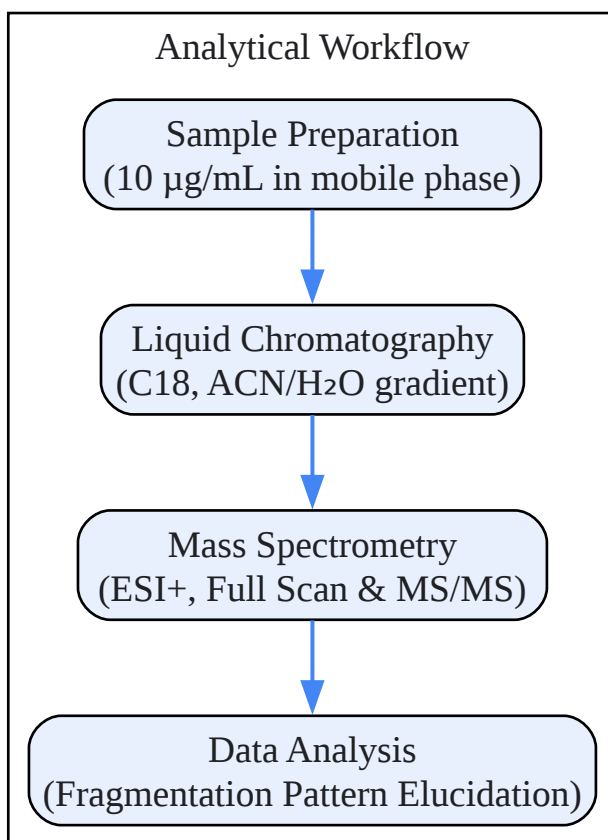 Analytical Workflow
Sample Preparation
(10 µg/mL in mobile phase)
Liquid Chromatography
(C18, ACN/H₂O gradient)
Mass Spectrometry
(ESI+, Full Scan & MS/MS)
Data Analysis
(Fragmentation Pattern Elucidation)